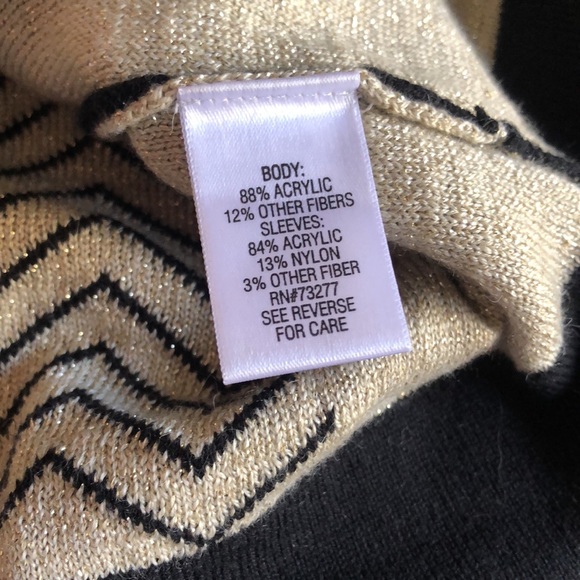 BODY:
88% ACRYLIC
12% OTHER FIBERS
SLEEVES:
84% ACRYLIC
13% NYLON
3% OTHER FIBER
RN#73277
SEE REVERSE
FOR CARE